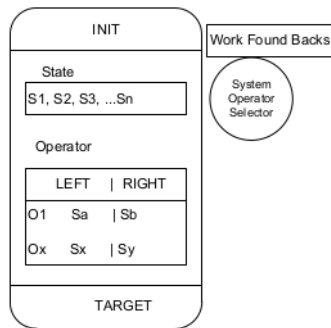 INIT
Work Found Backs
State
S1, S2, S3, ...Sn
System
Operator
Selector
Operator
LEFT | RIGHT
O1 Sa | Sb
Ox Sx | Sy
TARGET